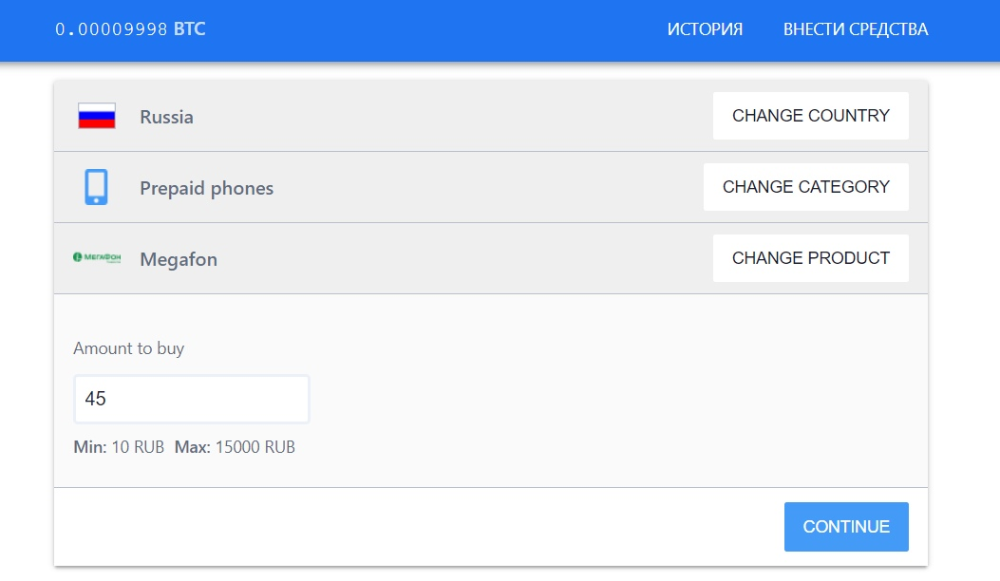 0.00009998 BTC ИСТОРИЯ ВНЕСТИ СРЕДСТВА
Russia CHANGE COUNTRY
Prepaid phones CHANGE CATEGORY
МЕГАФОН Megafon CHANGE PRODUCT
Amount to buy
45
Min: 10 RUB Max: 15000 RUB
CONTINUE